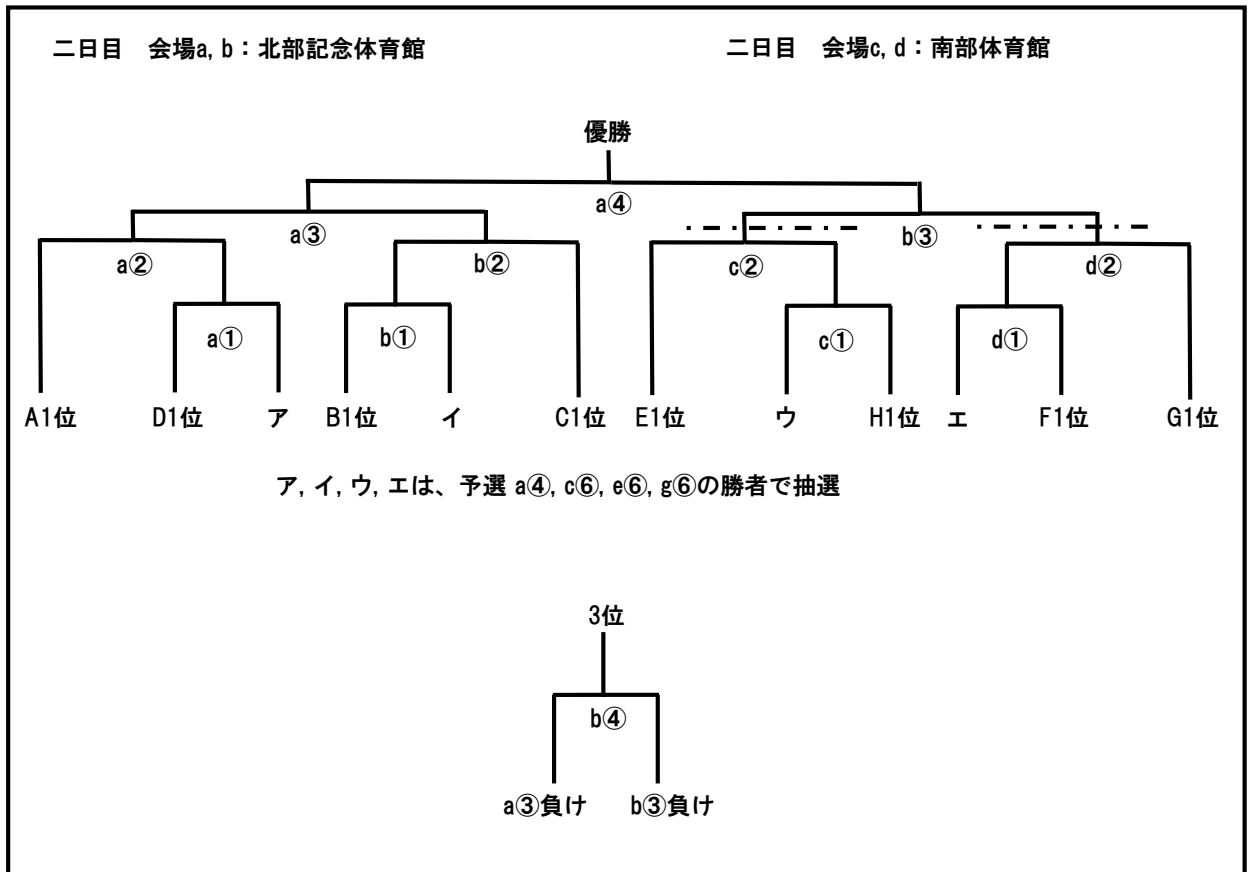 二日目　会場a, b：北部記念体育館
二日目　会場c, d：南部体育館
優勝
a④
a③
b③
a②
b②
c②
d②
a①
b①
c①
d①
A1位
D1位
ア
B1位
イ
C1位
E1位
ウ
H1位
エ
F1位
G1位
ア, イ, ウ, エは、予選 a④, c⑥, e⑥, g⑥の勝者で抽選
3位
b④
a③負け
b③負け